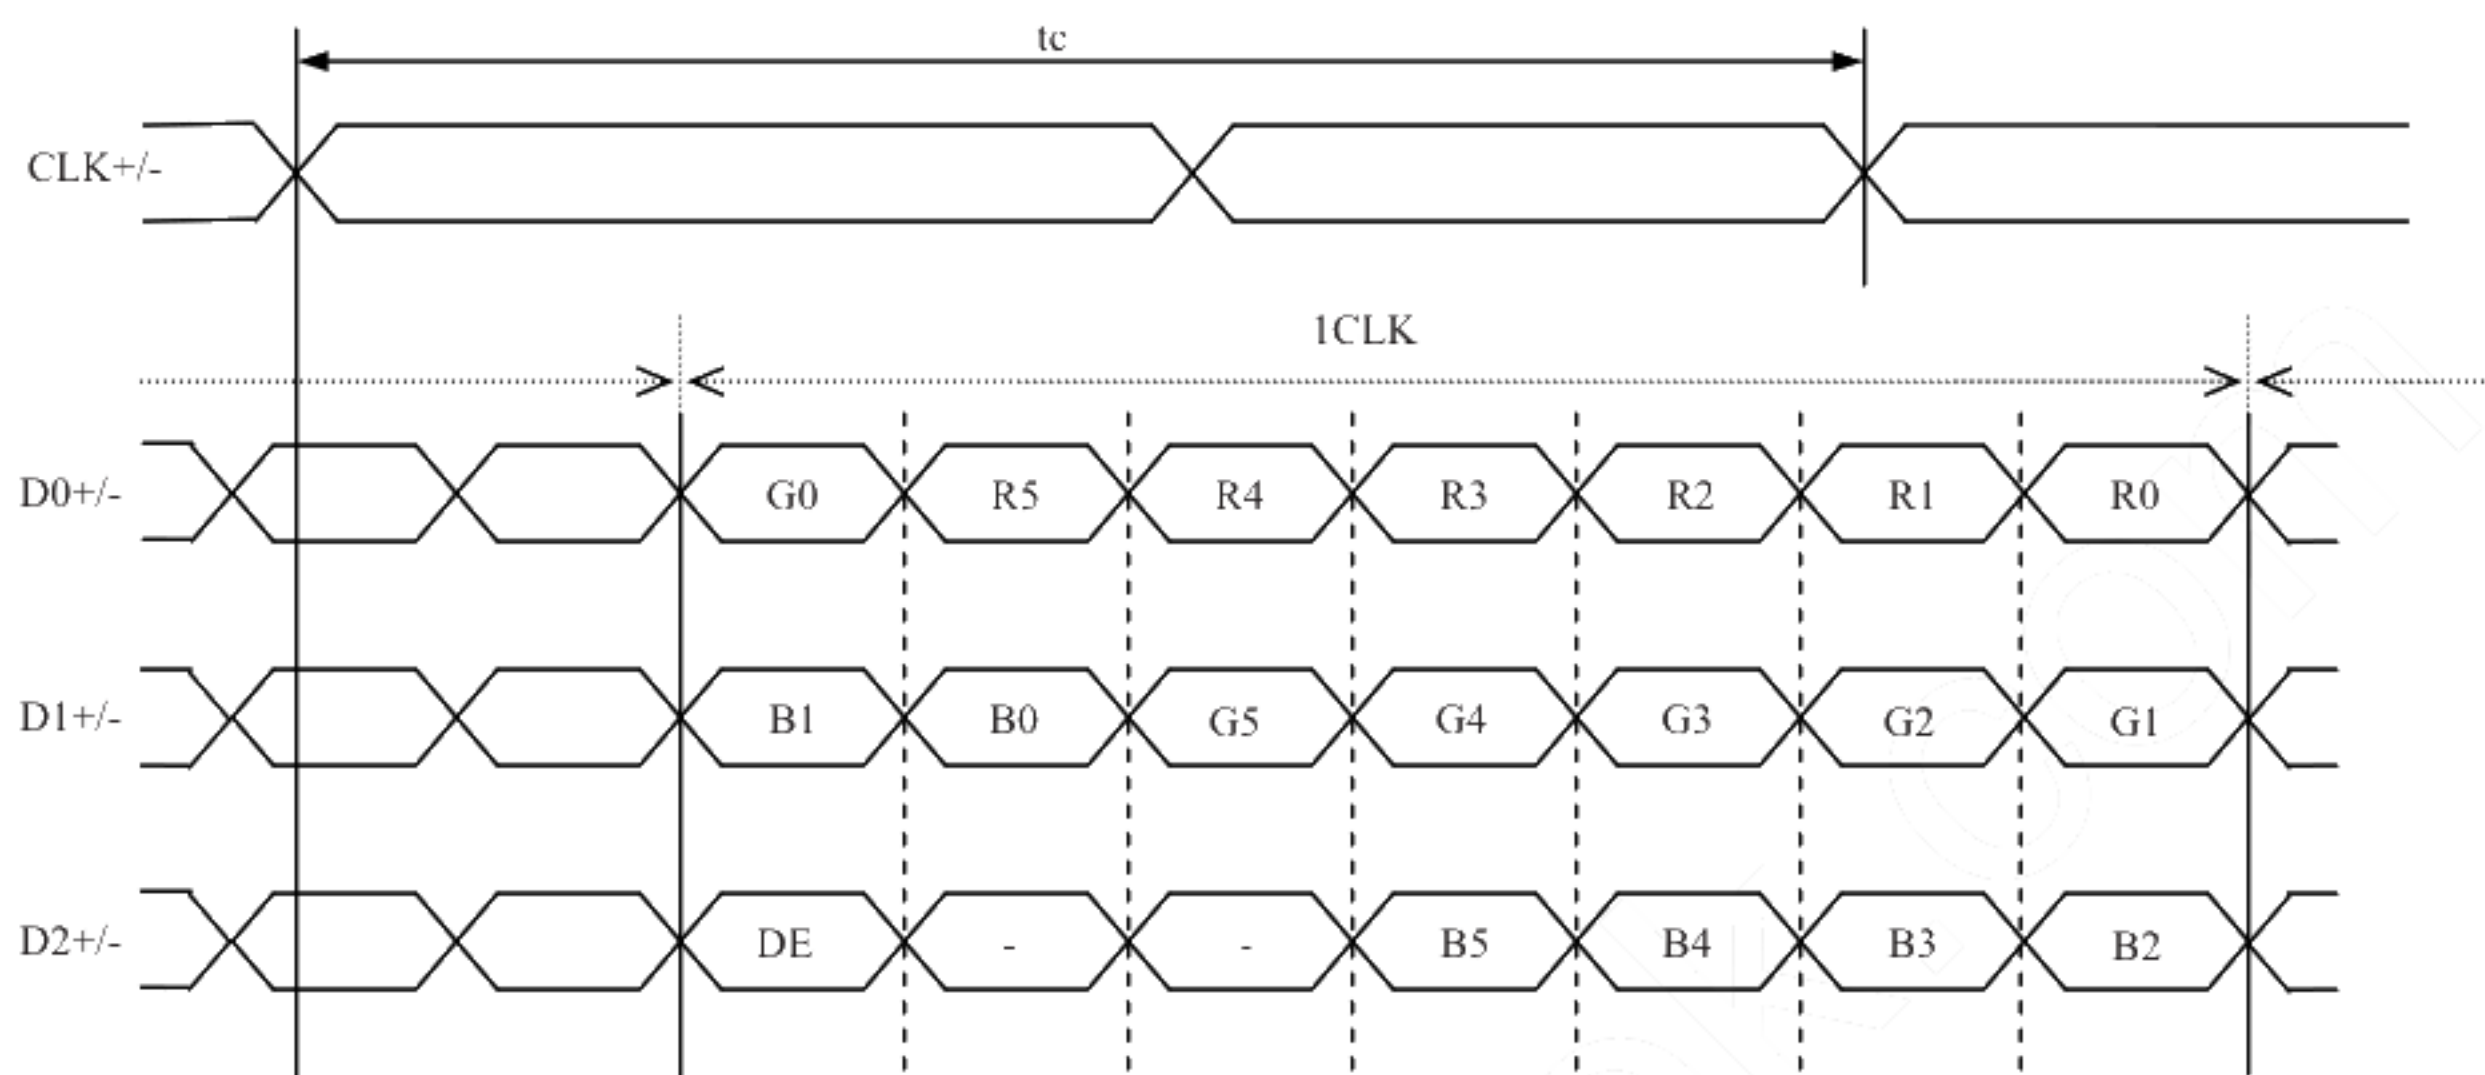 tc
CLK+/-
1CLK
D0+/- G0 R5 R4 R3 R2 R1 R0
D1+/- B1 B0 G5 G4 G3 G2 G1
D2+/- DE - - B5 B4 B3 B2